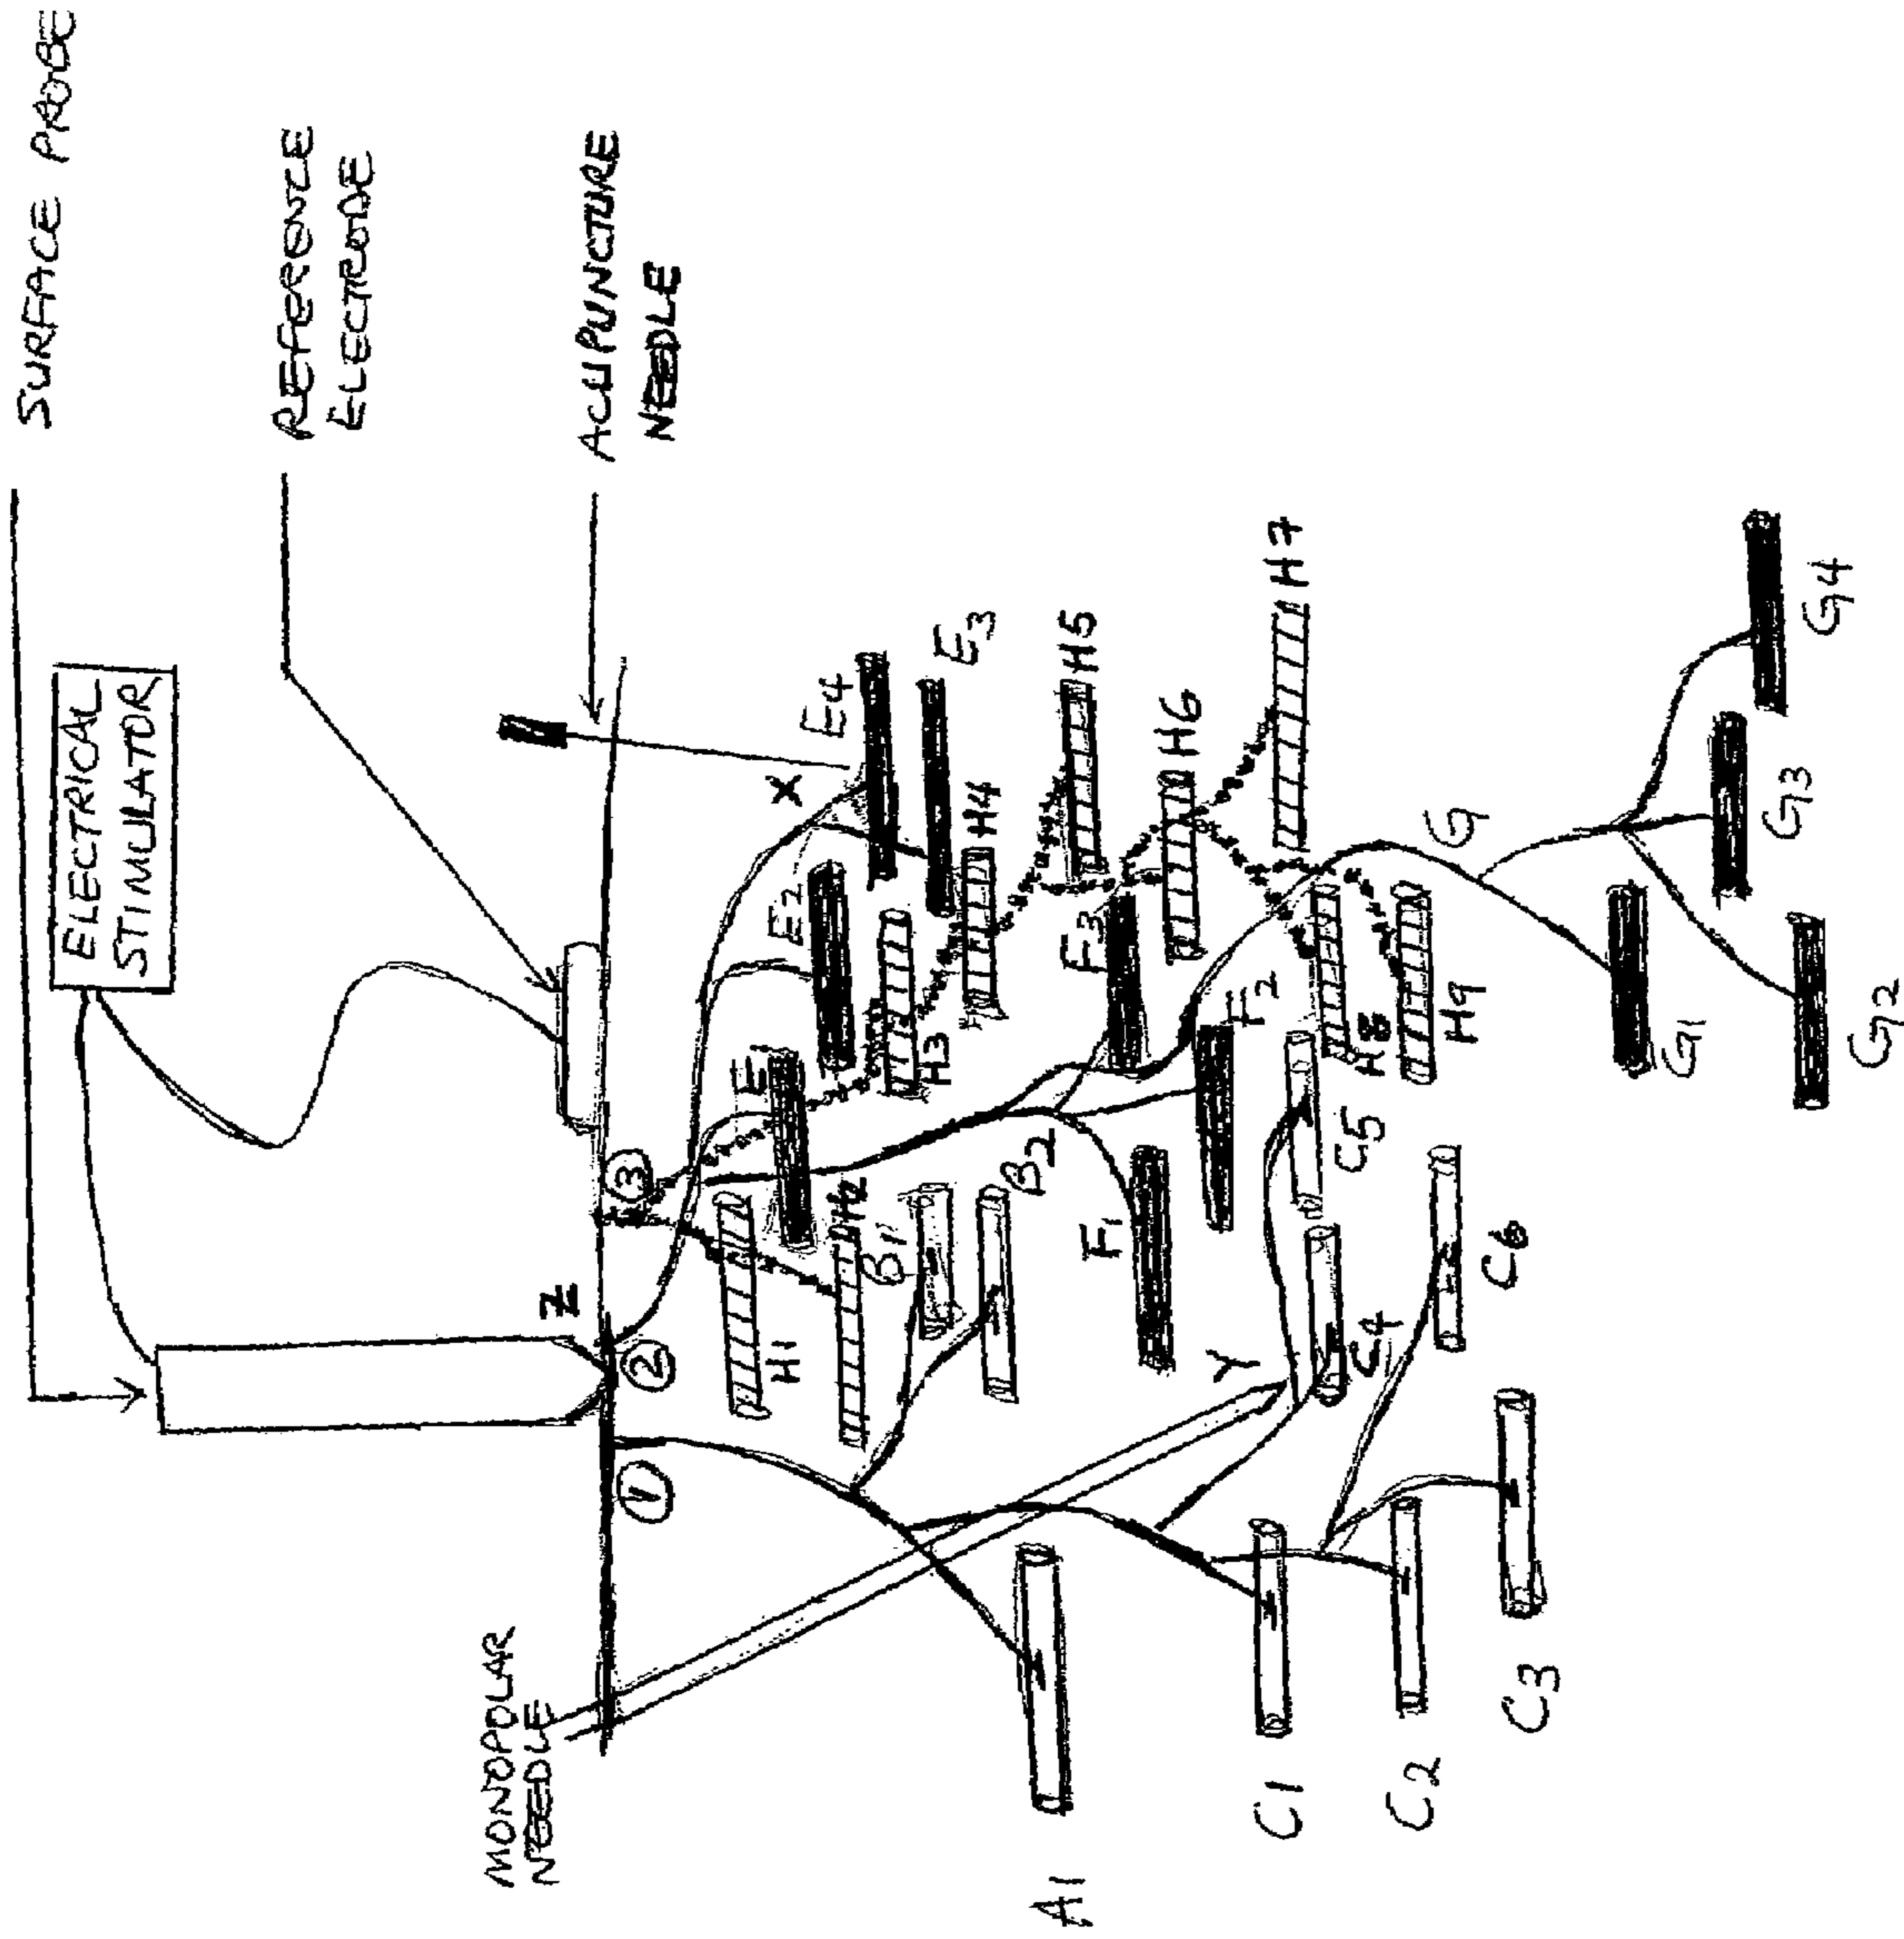 SURFACE PROBE
ELECTRICAL
STIMULATOR
REFERENCE
ELECTRODE
ACUPUNCTURE
NEEDLE
MONOPOLAR
NEEDLE
Z
X
Y
1
2
3
A1
B1
B2
C1
C2
C3
C4
C5
C6
E1
E2
E3
E4
F1
F2
F3
G
G1
G2
G3
G4
H1
H2
H3
H4
H5
H6
H7
H8
H9